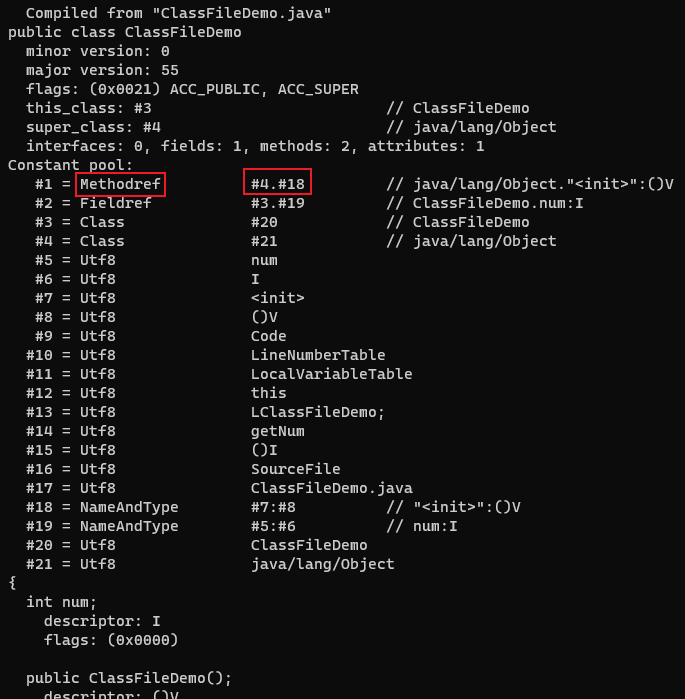 Compiled from "ClassFileDemo.java"
public class ClassFileDemo
  minor version: 0
  major version: 55
  flags: (0x0021) ACC_PUBLIC, ACC_SUPER
  this_class: #3                          // ClassFileDemo
  super_class: #4                         // java/lang/Object
  interfaces: 0, fields: 1, methods: 2, attributes: 1
Constant pool:
   #1 = Methodref          #4.#18         // java/lang/Object."<init>":()V
   #2 = Fieldref           #3.#19         // ClassFileDemo.num:I
   #3 = Class              #20            // ClassFileDemo
   #4 = Class              #21            // java/lang/Object
   #5 = Utf8               num
   #6 = Utf8               I
   #7 = Utf8               <init>
   #8 = Utf8               ()V
   #9 = Utf8               Code
  #10 = Utf8               LineNumberTable
  #11 = Utf8               LocalVariableTable
  #12 = Utf8               this
  #13 = Utf8               LClassFileDemo;
  #14 = Utf8               getNum
  #15 = Utf8               ()I
  #16 = Utf8               SourceFile
  #17 = Utf8               ClassFileDemo.java
  #18 = NameAndType        #7:#8          // "<init>":()V
  #19 = NameAndType        #5:#6          // num:I
  #20 = Utf8               ClassFileDemo
  #21 = Utf8               java/lang/Object
{
  int num;
    descriptor: I
    flags: (0x0000)

  public ClassFileDemo();
    descriptor: ()V